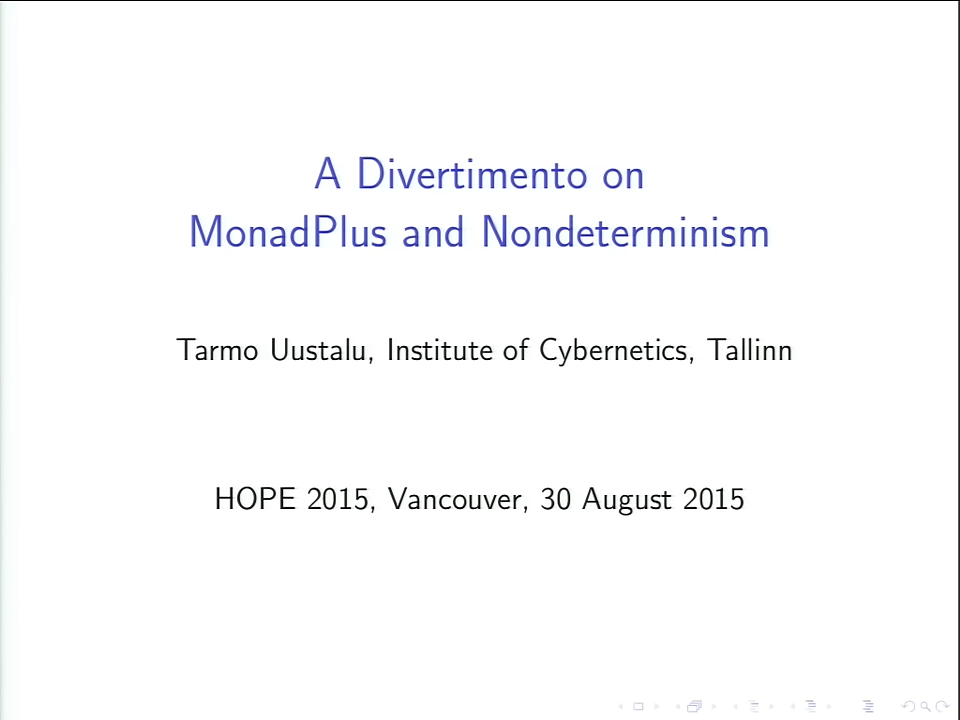 A Divertimento on
MonadPlus and Nondeterminism
Tarmo Uustalu, Institute of Cybernetics, Tallinn
HOPE 2015, Vancouver, 30 August 2015